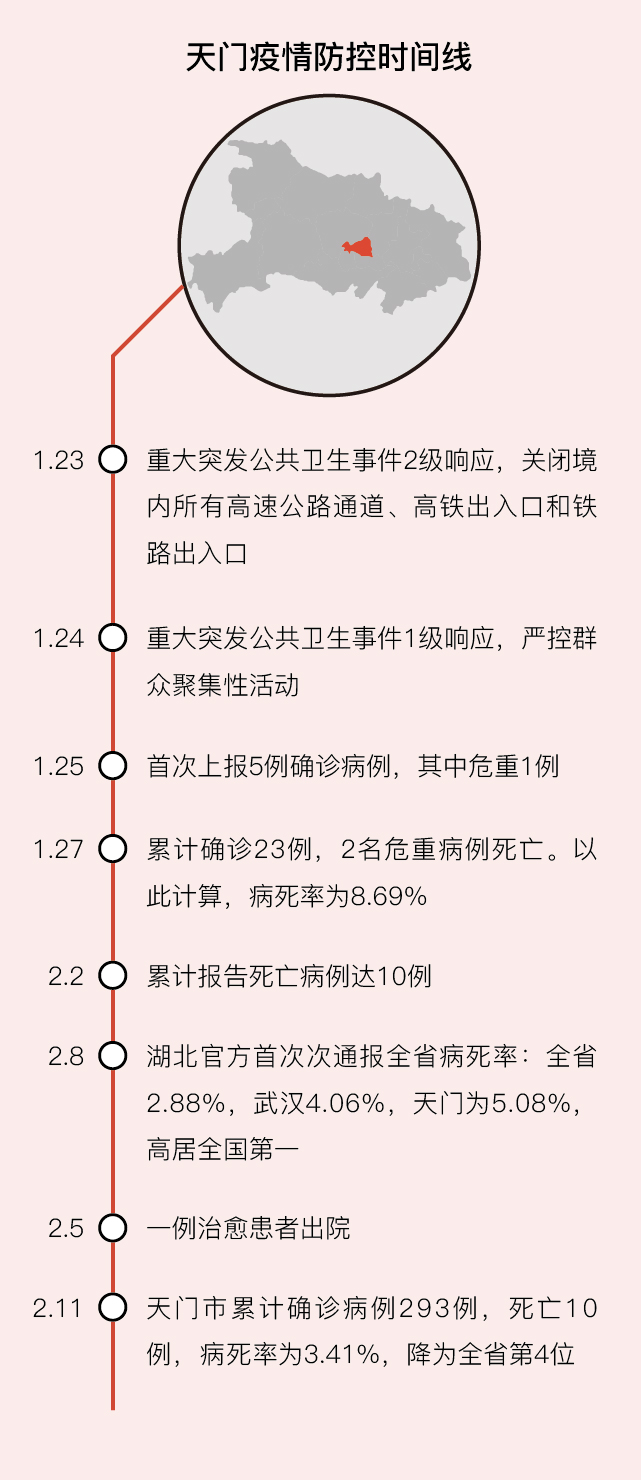 天门疫情防控时间线
1.23
重大突发公共卫生事件2级响应，关闭境
内所有高速公路通道、高铁出入口和铁
路出入口
1.24
重大突发公共卫生事件1级响应，严控群
众聚集性活动
1.25
首次上报5例确诊病例，其中危重1例
1.27
累计确诊23例，2名危重病例死亡。以
此计算，病死率为8.69%
2.2
累计报告死亡病例达10例
2.8
湖北官方首次次通报全省病死率：全省
2.88%，武汉4.06%，天门为5.08%，
高居全国第一
2.5
一例治愈患者出院
2.11
天门市累计确诊病例293例，死亡10
例，病死率为3.41%，降为全省第4位